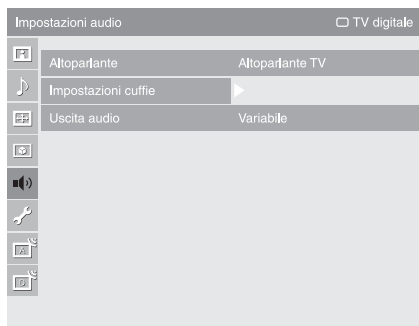 Impostazioni audio TV digitale
Altoparlante Altoparlante TV
Impostazioni cuffie
Uscita audio Variabile
A